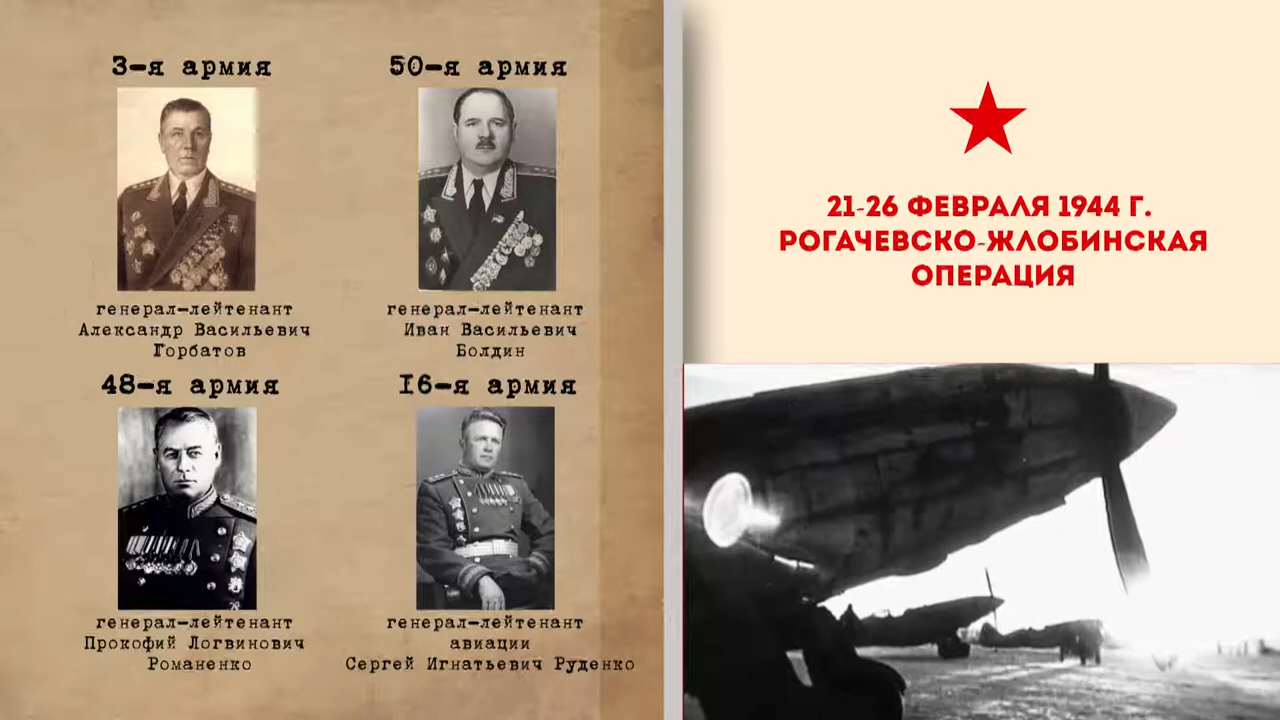 3-я армия
генерал-лейтенант
Александр Васильевич
Горбатов
50-я армия
генерал-лейтенант
Иван Васильевич
Болдин
48-я армия
генерал-лейтенант
Прокофий Логвинович
Романенко
16-я армия
генерал-лейтенант
авиации
Сергей Игнатьевич Руденко
21-26 ФЕВРАЛЯ 1944 Г.
РОГАЧЕВСКО-ЖЛОБИНСКАЯ
ОПЕРАЦИЯ